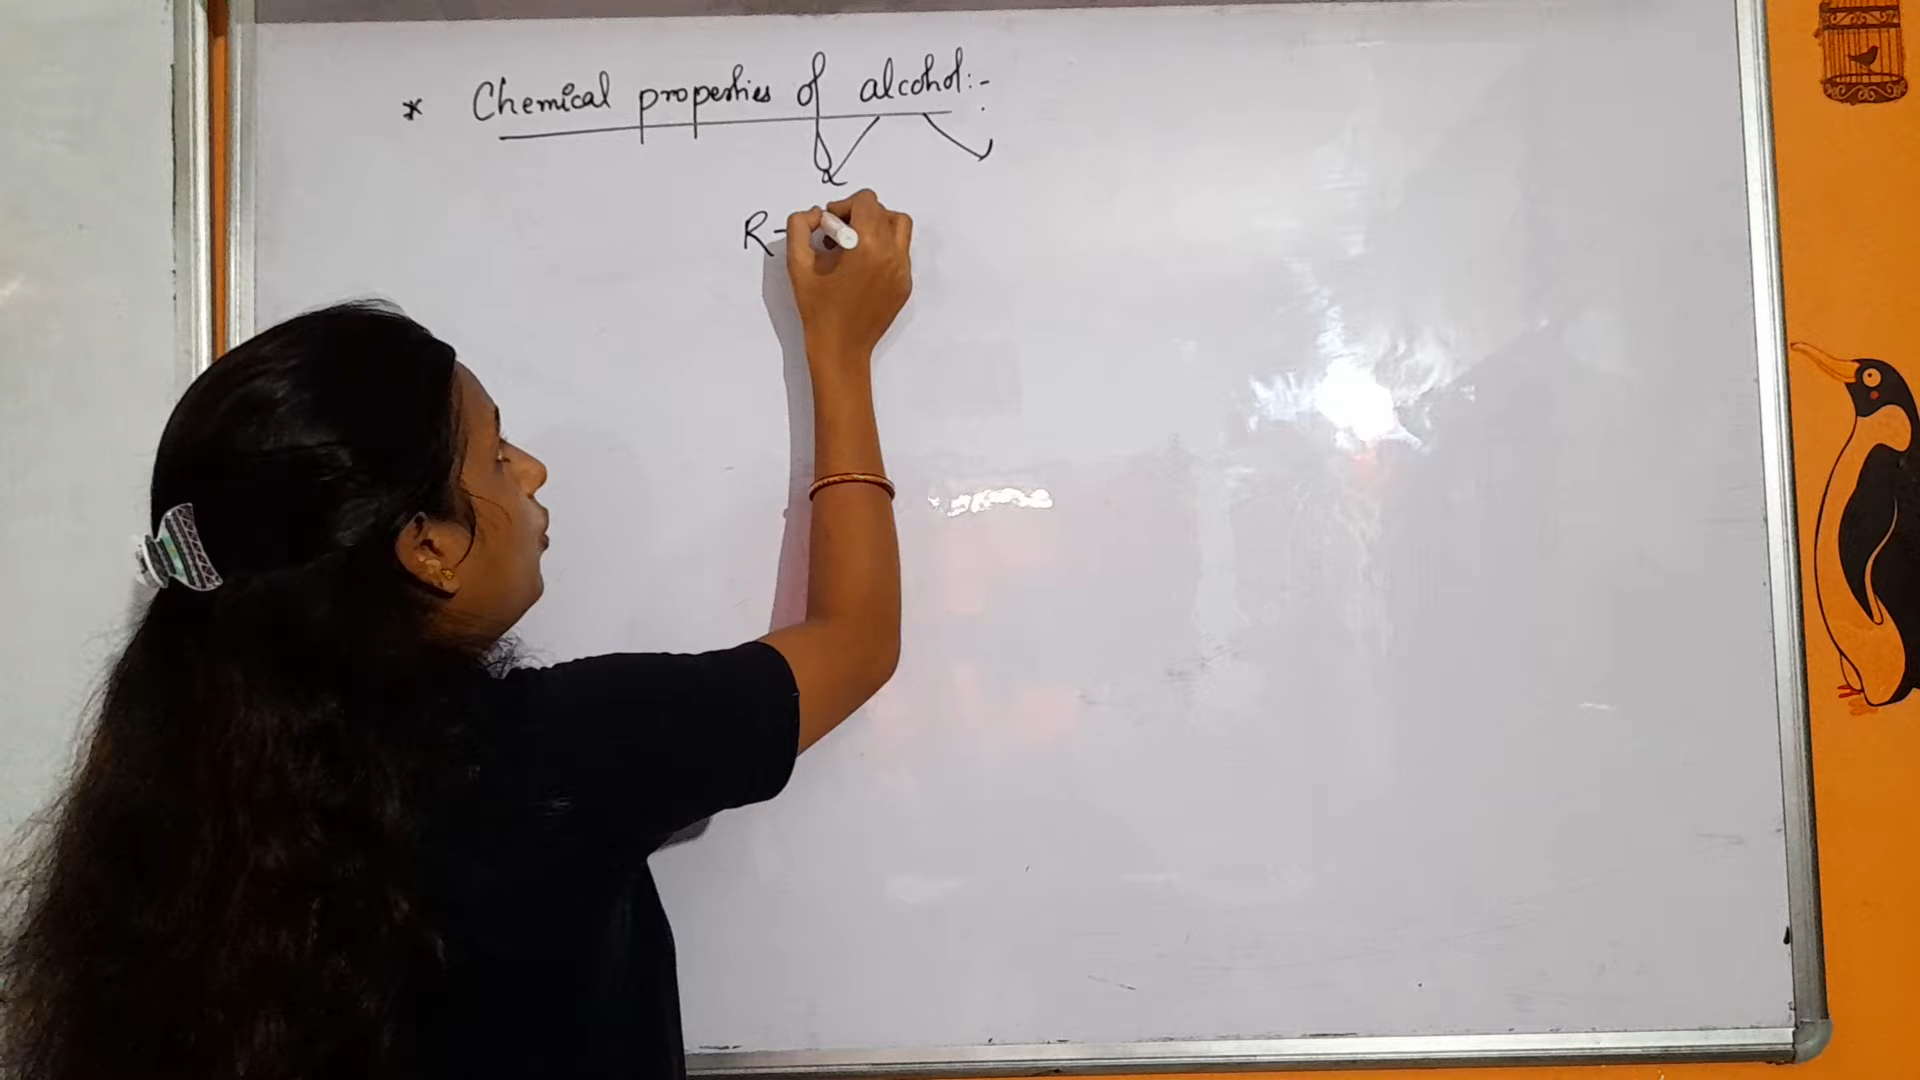 * Chemical properties of alcohol:-
R-